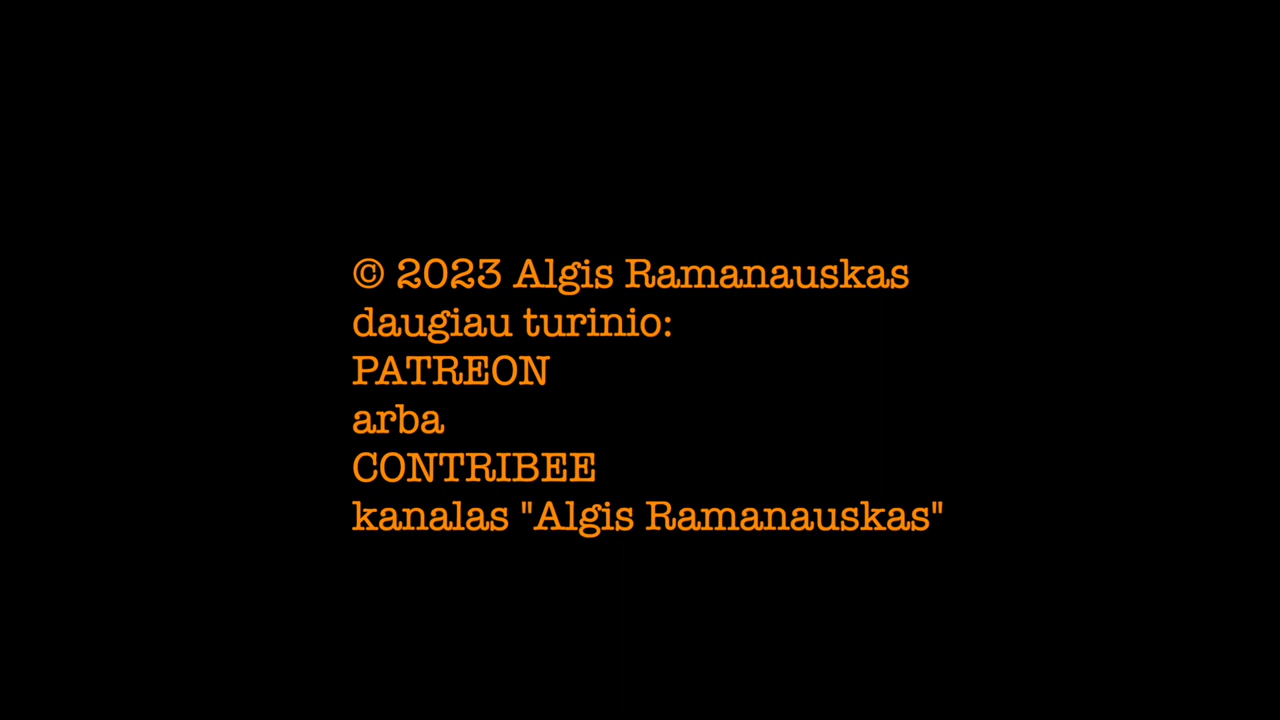 © 2023 Algis Ramanauskas
daugiau turinio:
PATREON
arba
CONTRIBEE
kanalas "Algis Ramanauskas"